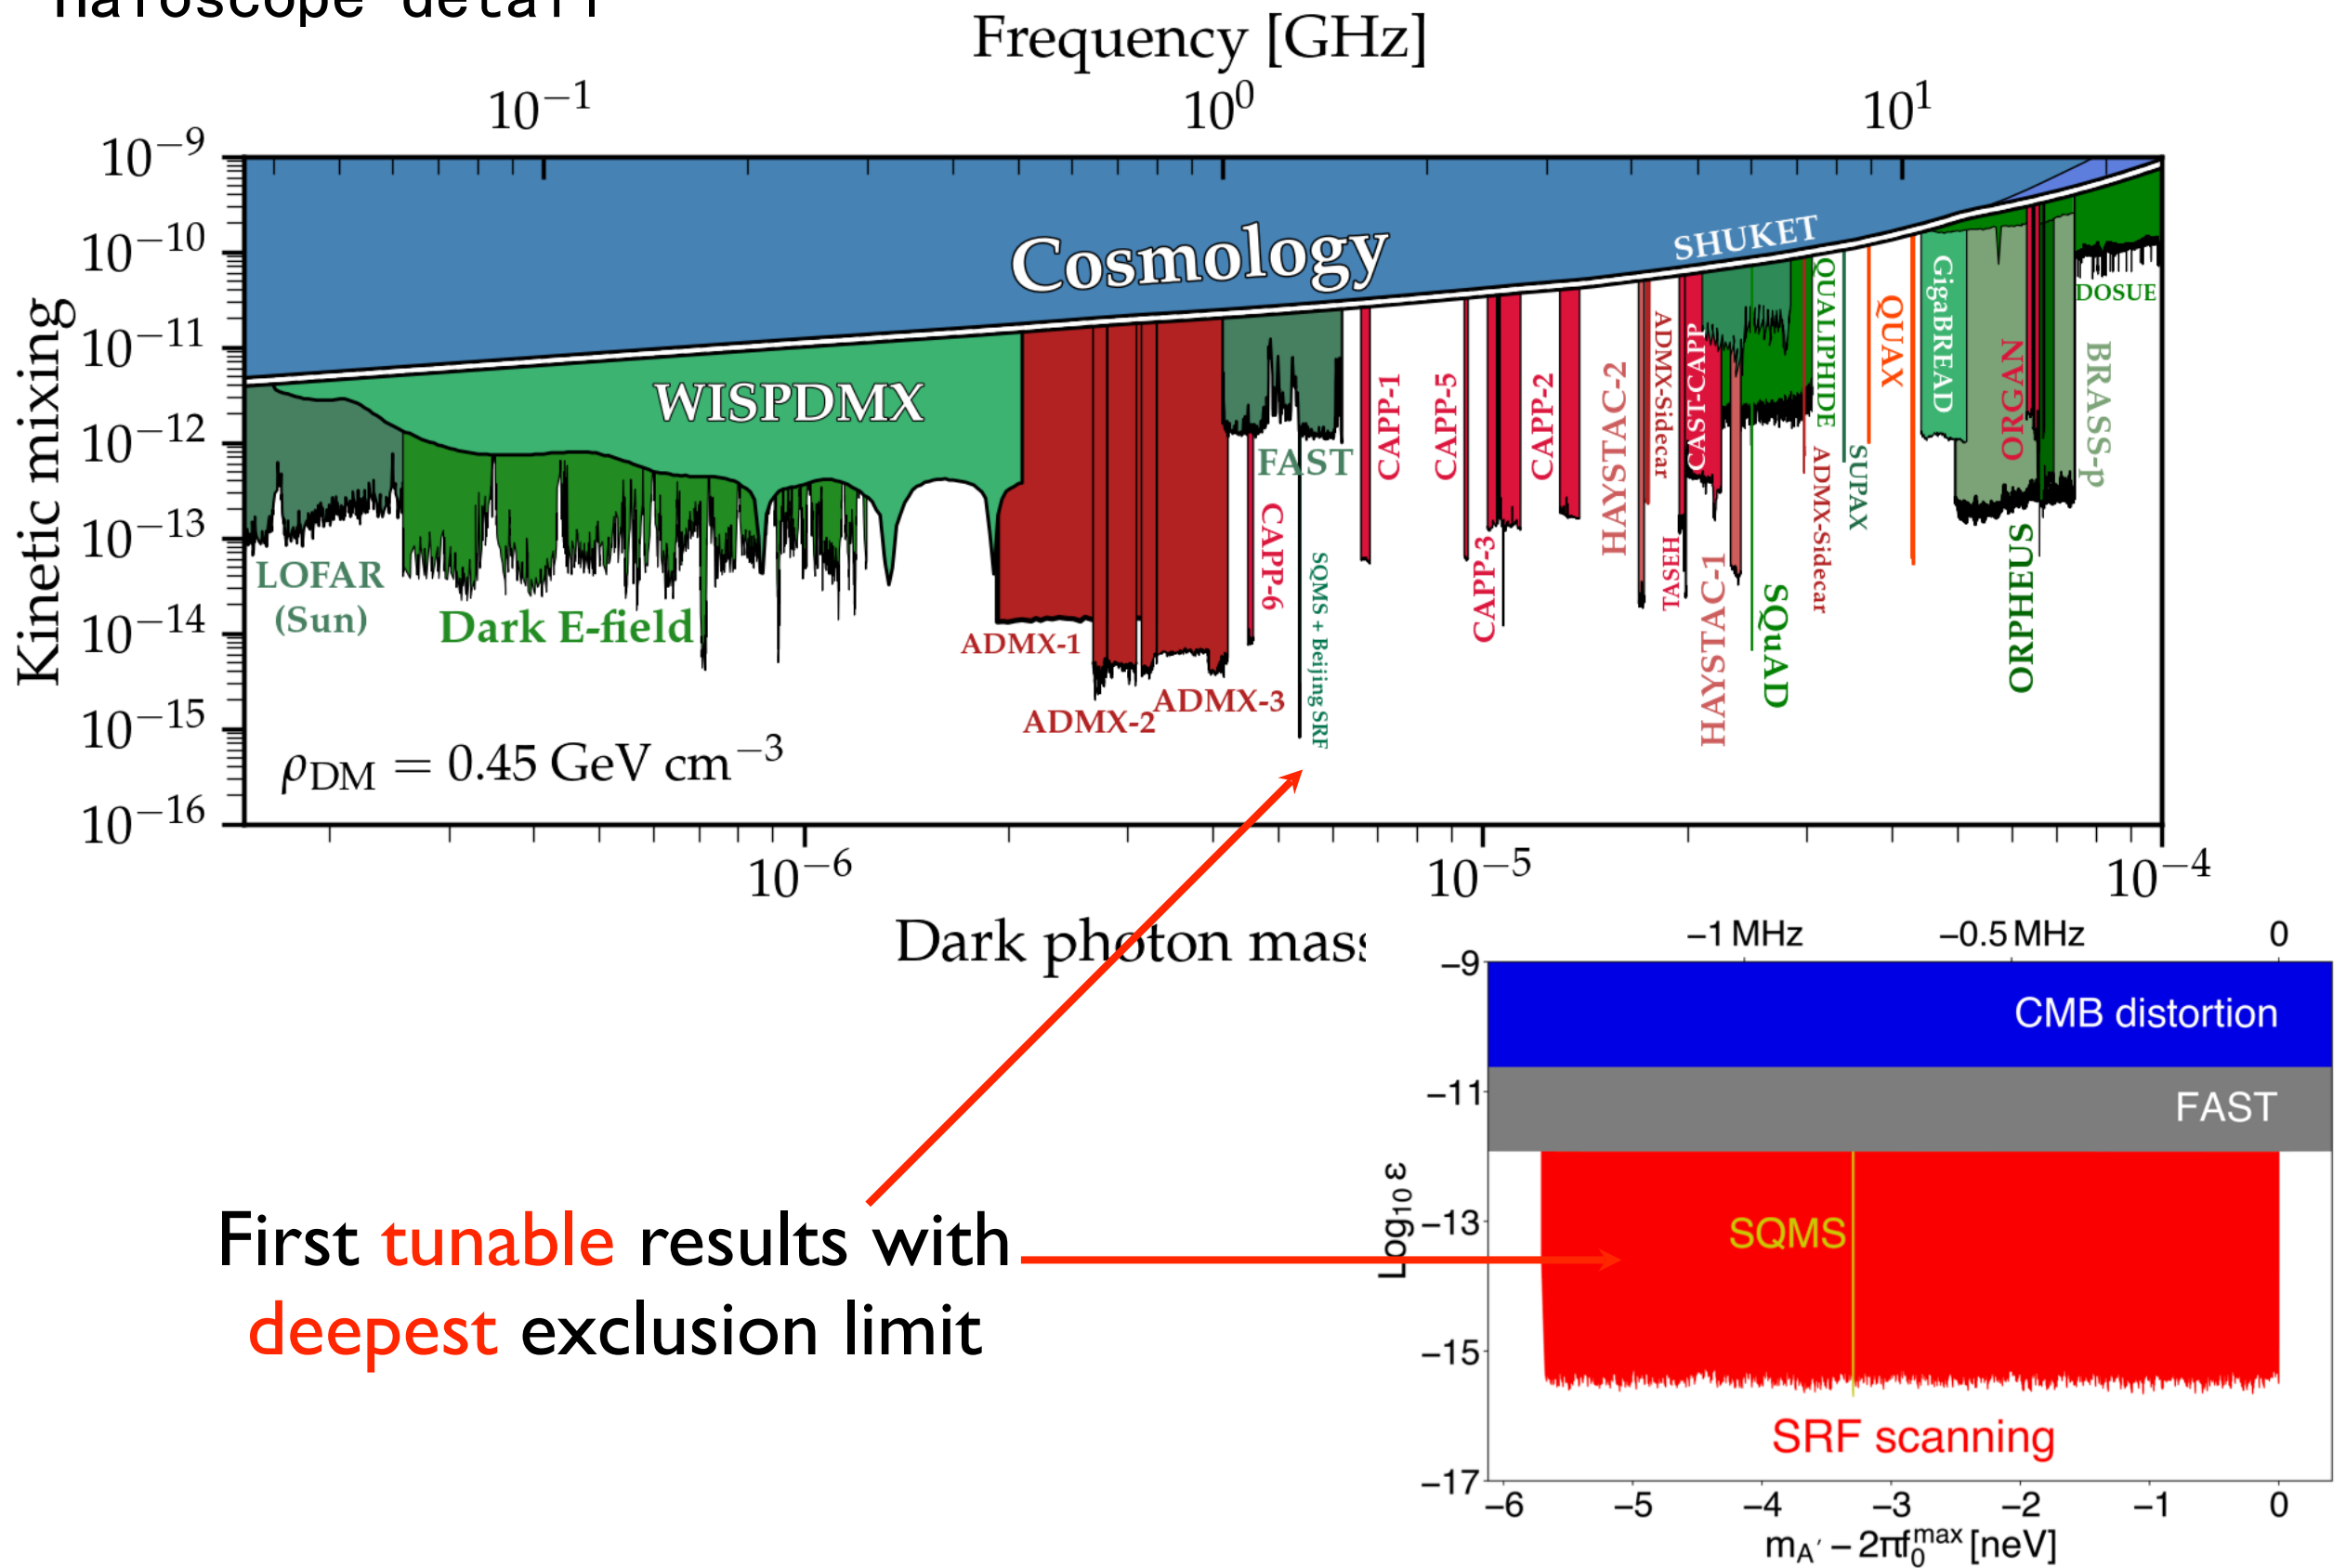 haloscope detail
Frequency [GHz]
10⁻¹ 10⁰ 10¹
10⁻⁹
10⁻¹⁰
10⁻¹¹
10⁻¹²
10⁻¹³
10⁻¹⁴
10⁻¹⁵
10⁻¹⁶
Kinetic mixing
Cosmology
SHUKET
WISPDMX
LOFAR
(Sun)
Dark E-field
ADMX-1
ADMX-2
ADMX-3
FAST
CAPP-6
SQMS + Beijing SRF
CAPP-1
CAPP-5
CAPP-3
CAPP-2
HAYSTAC-2
ADMX-Sidecar
TASEH
CAST-CAPP
HAYSTAC-1
SQuAD
QUALIPHIDE
ADMX-Sidecar
SUPAX
QUAX
GigaBREAD
ORGAN
ORPHEUS
BRASS-p
DOSUE
ρDM = 0.45 GeV cm⁻³
10⁻⁶ 10⁻⁵ 10⁻⁴
Dark photon mass
−1 MHz −0.5 MHz 0
−9
−11
−13
−15
−17
Log₁₀ ε
CMB distortion
FAST
SQMS
SRF scanning
−6 −5 −4 −3 −2 −1 0
m_A′ − 2πf₀^max [neV]
First tunable results with
deepest exclusion limit